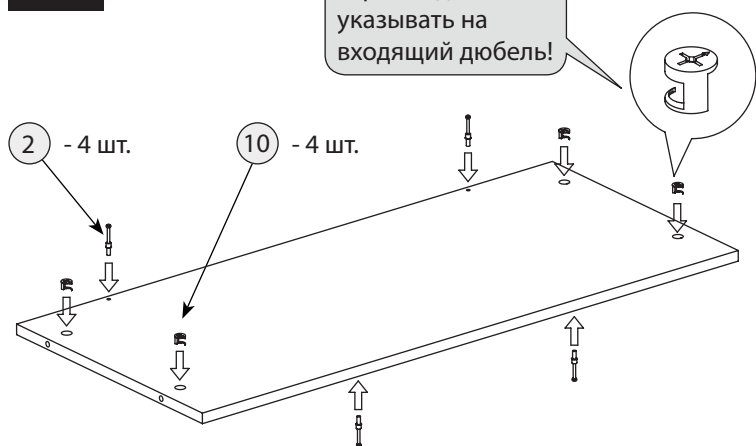 указывать на
входящий дюбель!
2 - 4 шт.
10 - 4 шт.